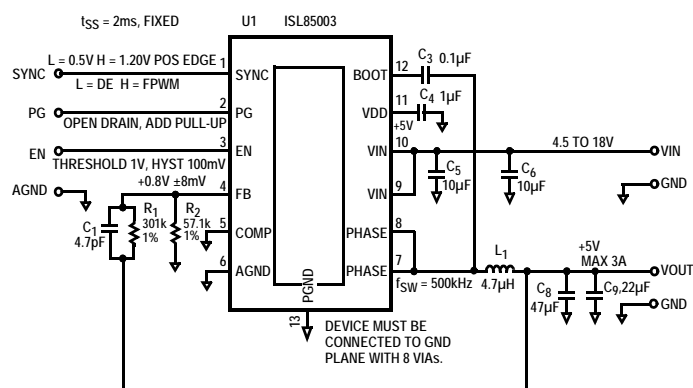 tSS = 2ms, FIXED
U1 ISL85003
L = 0.5V H = 1.20V POS EDGE
SYNC
L = DE H = FPWM
1
SYNC
PG
2
PG
OPEN DRAIN, ADD PULL-UP
EN
3
EN
THRESHOLD 1V, HYST 100mV
AGND
+0.8V ±8mV
4
FB
C1
4.7pF
R1
301k
1%
R2
57.1k
1%
5
COMP
6
AGND
PGND
13
DEVICE MUST BE
CONNECTED TO GND
PLANE WITH 8 VIAs.
BOOT
12
C3 0.1µF
VDD
11
C4 1µF
+5V
VIN
10
4.5 TO 18V
VIN
C5
10µF
C6
10µF
GND
VIN
9
PHASE
8
PHASE
7
fSW = 500kHz
L1
4.7µH
+5V
MAX 3A
VOUT
C8
47µF
C9,22µF
GND